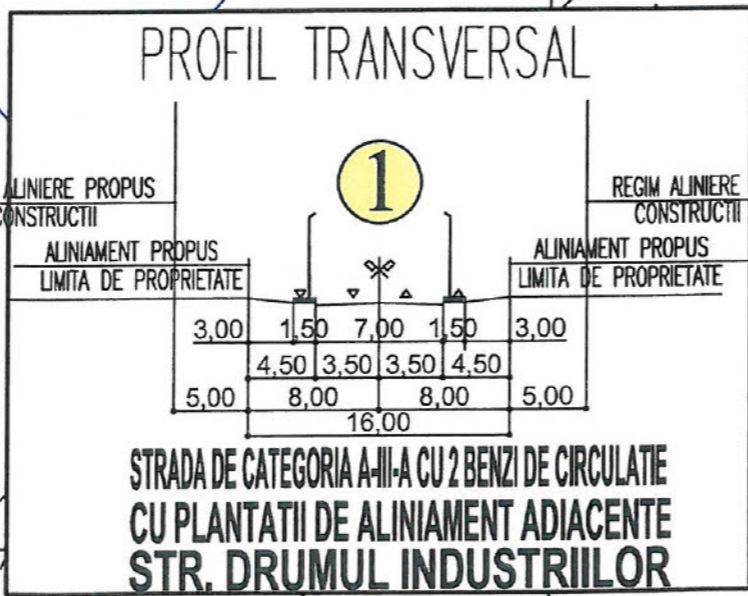 PROFIL TRANSVERSAL
1
ALINIERE PROPUS
CONSTRUCTII
REGIM ALINIERE
CONSTRUCTII
ALINIAMENT PROPUS
LIMITA DE PROPRIETATE
ALINIAMENT PROPUS
LIMITA DE PROPRIETATE
3,00 1,50 7,00 1,50 3,00
4,50 3,50 3,50 4,50
5,00 8,00 8,00 5,00
16,00
STRADA DE CATEGORIA A-III-A CU 2 BENZI DE CIRCULATIE
CU PLANTATII DE ALINIAMENT ADIACENTE
STR. DRUMUL INDUSTRIILOR